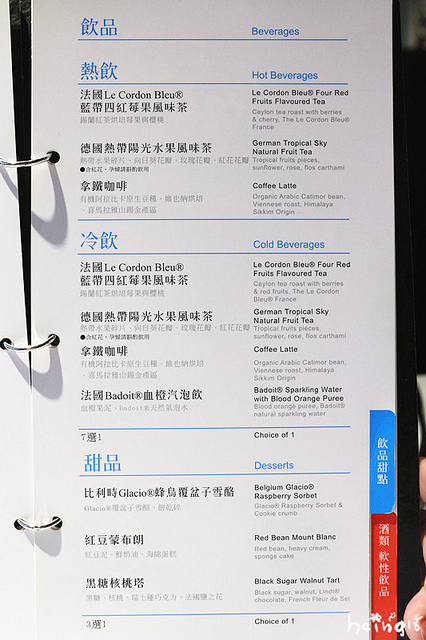 飲品 Beverages
熱飲 Hot Beverages
法國Le Cordon Bleu®
藍帶四紅莓果風味茶
錫蘭紅茶烘培莓果與櫻桃
Le Cordon Bleu® Four Red
Fruits Flavoured Tea
Ceylon tea roast with berries
& cherry, The Le Cordon Bleu®
France
德國熱帶陽光水果風味茶
熱帶水果碎片、向日葵花瓣、玫瑰花瓣、紅花花瓣
●含紅花，孕婦請斟酌飲用
German Tropical Sky
Natural Fruit Tea
Tropical fruits pieces,
sunflower, rose, flos carthami
拿鐵咖啡
有機阿拉比卡原生豆種、維也納烘培
、喜馬拉雅山錫金產區
Coffee Latte
Organic Arabic Catimor bean,
Viennese roast, Himalaya
Sikkim Origin
冷飲 Cold Beverages
法國Le Cordon Bleu®
藍帶四紅莓果風味茶
錫蘭紅茶烘培莓果與櫻桃
Le Cordon Bleu® Four Red
Fruits Flavoured Tea
Ceylon tea roast with berries
& red fruits, The Le Cordon
Bleu® France
德國熱帶陽光水果風味茶
熱帶水果碎片、向日葵花瓣、玫瑰花瓣、紅花花瓣
●含紅花，孕婦請斟酌飲用
German Tropical Sky
Natural Fruit Tea
Tropical fruits pieces,
sunflower, rose, flos carthami
拿鐵咖啡
有機阿拉比卡原生豆種、維也納烘培
、喜馬拉雅山錫金產區
Coffee Latte
Organic Arabic Catimor bean,
Viennese roast, Himalaya
Sikkim Origin
法國Badoit®血橙汽泡飲
血橙果泥、Badoit®天然氣泡水
Badoit® Sparkling Water
with Blood Orange Puree
Blood orange puree, Badoit®
natural sparkling water
7選1 Choice of 1
甜品 Desserts
比利時Glacio®蜂鳥覆盆子雪酪
Glacio®覆盆子雪酪、餅乾碎
Belgium Glacio®
Raspberry Sorbet
Glacio® Raspberry Sorbet &
Cookie crumb
紅豆蒙布朗
紅豆泥、鮮奶油、海綿蛋糕
Red Bean Mount Blanc
Red bean, heavy cream,
sponge cake
黑糖核桃塔
黑糖、核桃、瑞士蓮巧克力、法國鹽之花
Black Sugar Walnut Tart
Black sugar, walnut, Lindt®
chocolate, French Fleur de Sel
3選1 Choice of 1
飲品甜點
酒類 軟性飲品